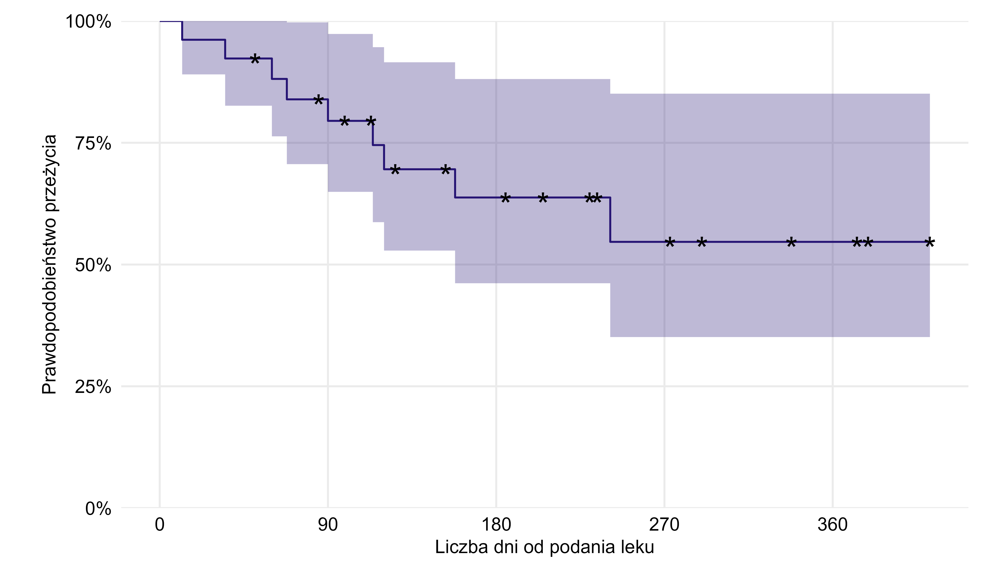 100%
75%
50%
25%
0%
Prawdopodobieństwo przeżycia
0 90 180 270 360
Liczba dni od podania leku